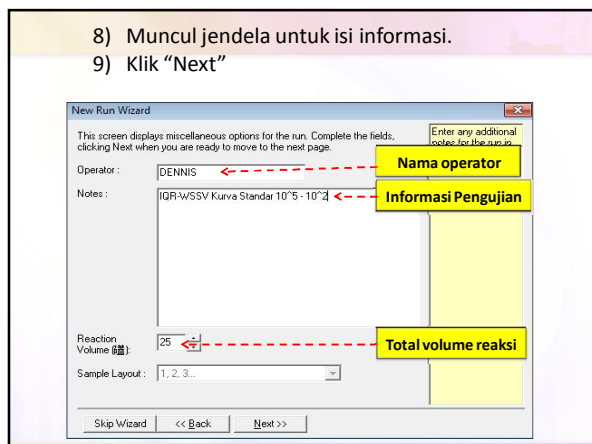 8) Muncul jendela untuk isi informasi.
9) Klik “Next”
New Run Wizard
This screen displays miscellaneous options for the run. Complete the fields,
clicking Next when you are ready to move to the next page.
Enter any additional
notes for the run in
Operator :
DENNIS
Nama operator
Notes :
IQR-WSSV Kurva Standar 10^5 - 10^2
Informasi Pengujian
Reaction
Volume
25
Total volume reaksi
Sample Layout :
1, 2, 3...
Skip Wizard
<< Back
Next >>